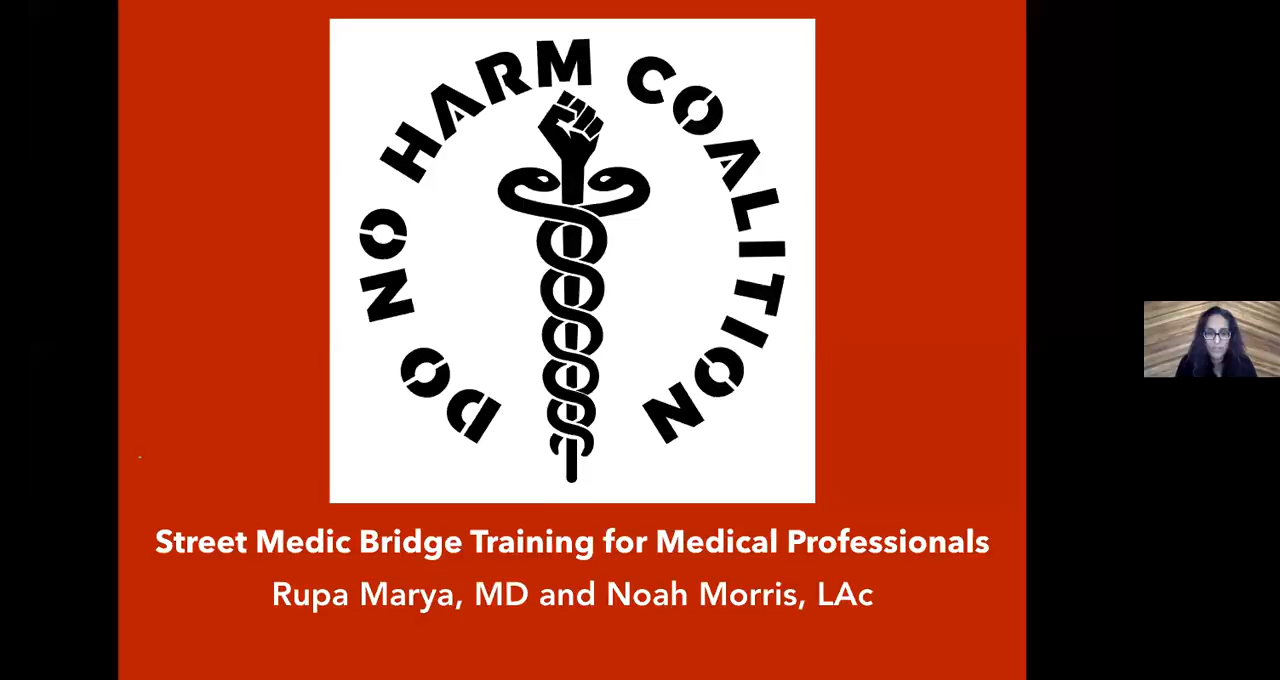 DO NO HARM COALITION
Street Medic Bridge Training for Medical Professionals
Rupa Marya, MD and Noah Morris, LAc